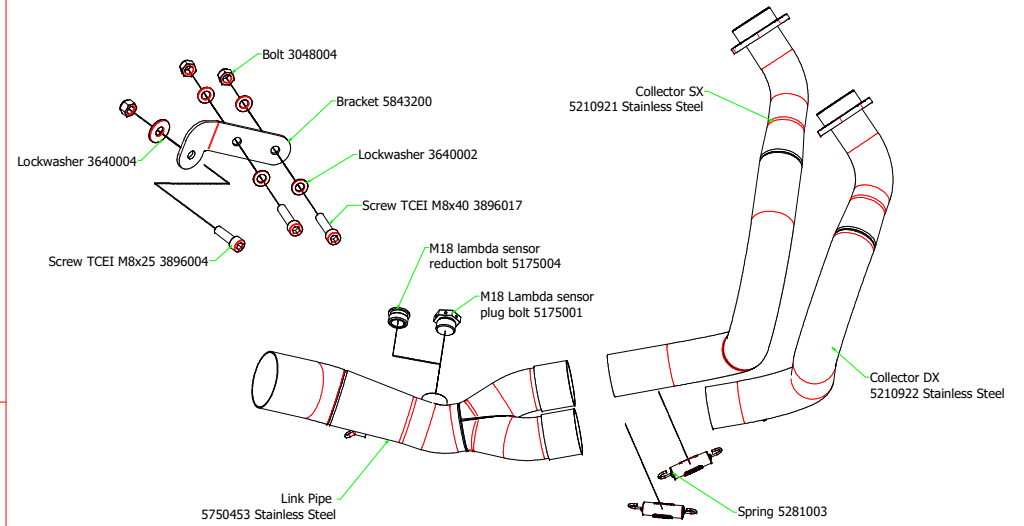 Bolt 3048004
Bracket 5843200
Lockwasher 3640004
Lockwasher 3640002
Screw TCEI M8x40 3896017
Screw TCEI M8x25 3896004
M18 lambda sensor
reduction bolt 5175004
M18 Lambda sensor
plug bolt 5175001
Collector SX
5210921 Stainless Steel
Collector DX
5210922 Stainless Steel
Link Pipe
5750453 Stainless Steel
Spring 5281003